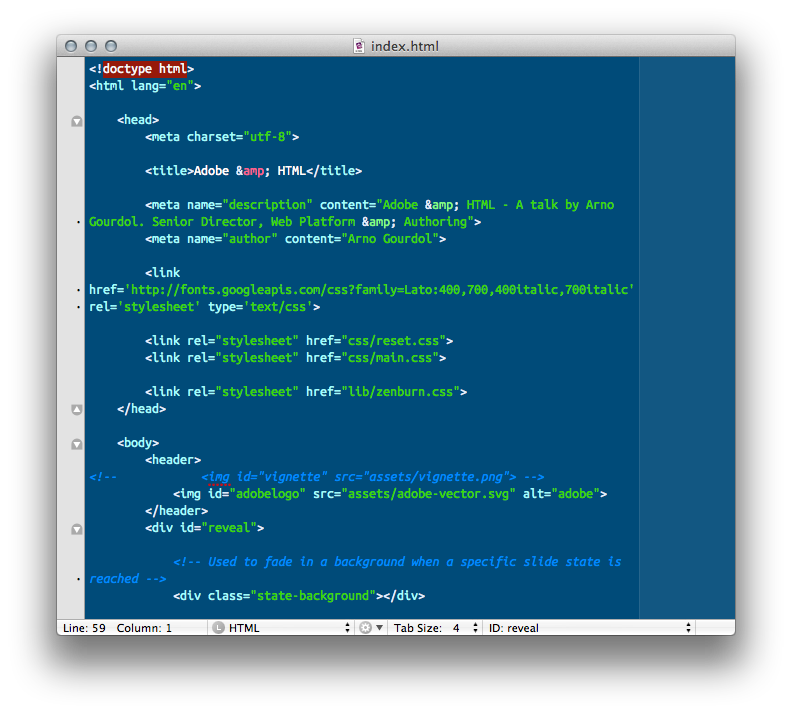 index.html
<!doctype html>
<html lang="en">
<head>
<meta charset="utf-8">
<title>Adobe &amp; HTML</title>
<meta name="description" content="Adobe &amp; HTML - A talk by Arno
Gourdol. Senior Director, Web Platform &amp; Authoring">
<meta name="author" content="Arno Gourdol">
<link
href='http://fonts.googleapis.com/css?family=Lato:400,700,400italic,700italic'
rel='stylesheet' type='text/css'>
<link rel="stylesheet" href="css/reset.css">
<link rel="stylesheet" href="css/main.css">
<link rel="stylesheet" href="lib/zenburn.css">
</head>
<body>
<header>
<!--            <img id="vignette" src="assets/vignette.png"> -->
<img id="adobelogo" src="assets/adobe-vector.svg" alt="adobe">
</header>
<div id="reveal">
<!-- Used to fade in a background when a specific slide state is
reached -->
<div class="state-background"></div>
Line: 59 Column: 1 L HTML Tab Size: 4 ID: reveal